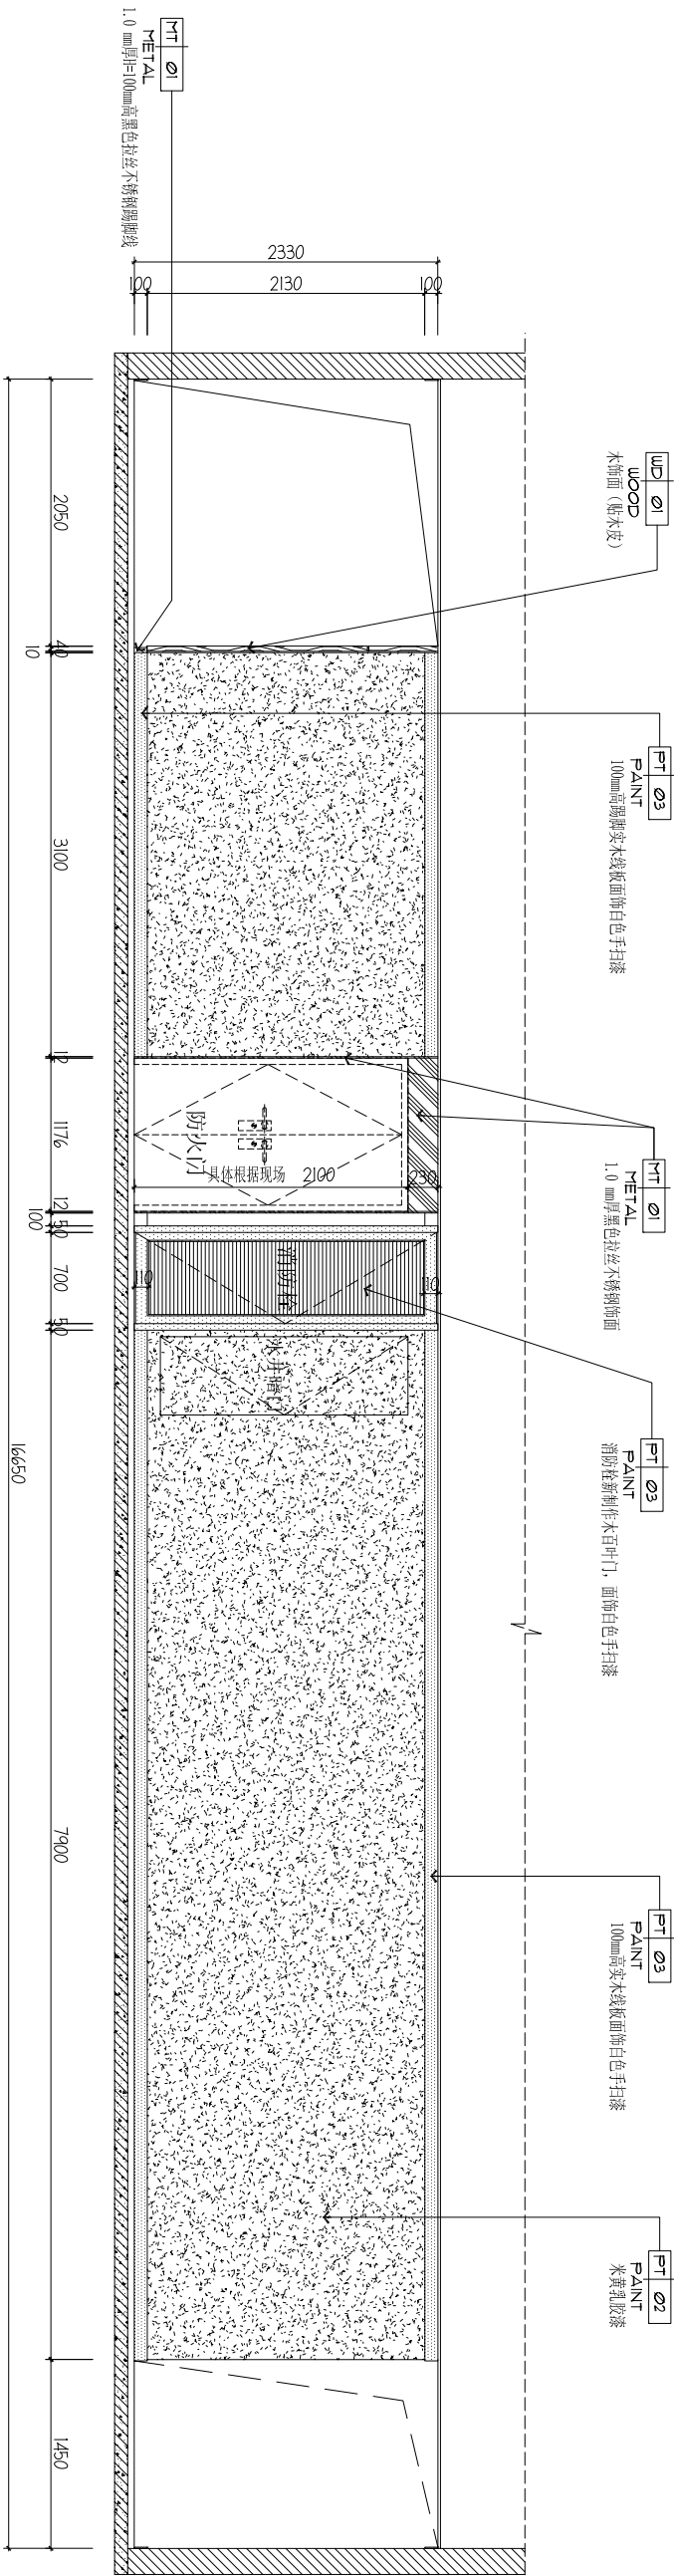 WD 01
WOOD
木饰面（贴木皮）
PT 03
PAINT
100mm高踢脚实木线板面饰白色手扫漆
MT 01
METAL
1.0 mm厚黑色拉丝不锈钢饰面
PT 03
PAINT
消防栓新制作木百叶门，面饰白色手扫漆
PT 03
PAINT
100mm高实木线板面饰白色手扫漆
PT 02
PAINT
米黄乳胶漆
2330
100
2130
100
230
2100
具体根据现场
防火门
110
消防栓
110
水井暗门
MT 01
METAL
1.0 mm厚H=100mm高黑色拉丝不锈钢踢脚线
2050
40
10
3100
12
1176
12
100
50
700
50
7900
1450
16650